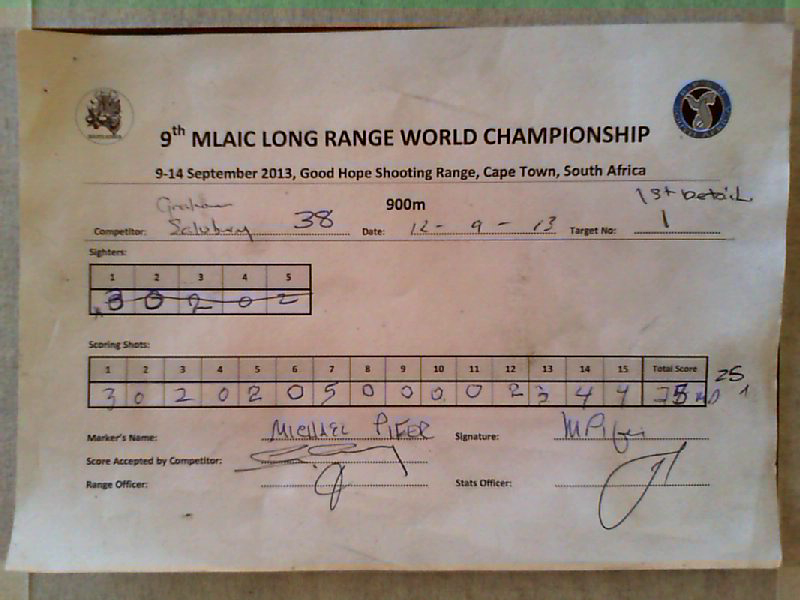 9th MLAIC LONG RANGE WORLD CHAMPIONSHIP
9-14 September 2013, Good Hope Shooting Range, Cape Town, South Africa
900m
1st Detail
Graham
Competitor: Salsbury 38 Date: 12 - 9 - 13 Target No: 1
Sighters:
1 2 3 4 5
3 0 2 0 2
Scoring Shots:
1 2 3 4 5 6 7 8 9 10 11 12 13 14 15 Total Score
3 0 2 0 2 0 5 0 0 0 0 2 3 4 4 25
Marker's Name: MICHAEL PIFER Signature: M Pifer
Score Accepted by Competitor:
Range Officer: Stats Officer: